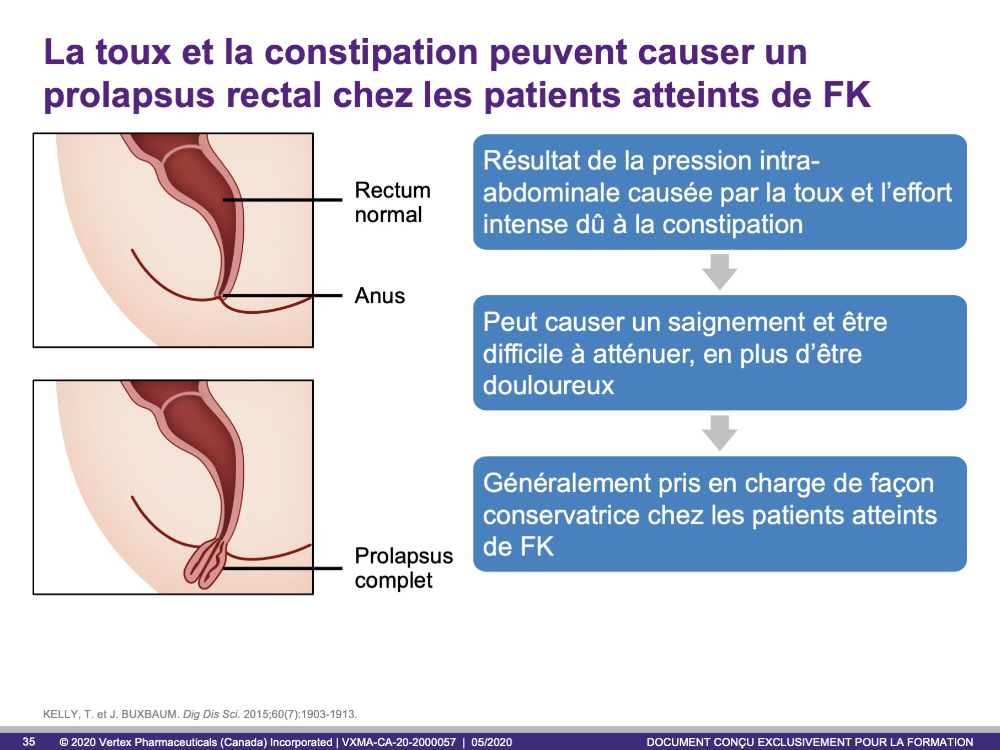 La toux et la constipation peuvent causer un
prolapsus rectal chez les patients atteints de FK
Rectum
normal
Anus
Prolapsus
complet
Résultat de la pression intra-
abdominale causée par la toux et l’effort
intense dû à la constipation
Peut causer un saignement et être
difficile à atténuer, en plus d’être
douloureux
Généralement pris en charge de façon
conservatrice chez les patients atteints
de FK
KELLY, T. et J. BUXBAUM. Dig Dis Sci. 2015;60(7):1903-1913.
35 © 2020 Vertex Pharmaceuticals (Canada) Incorporated | VXMA-CA-20-2000057 | 05/2020 DOCUMENT CONÇU EXCLUSIVEMENT POUR LA FORMATION